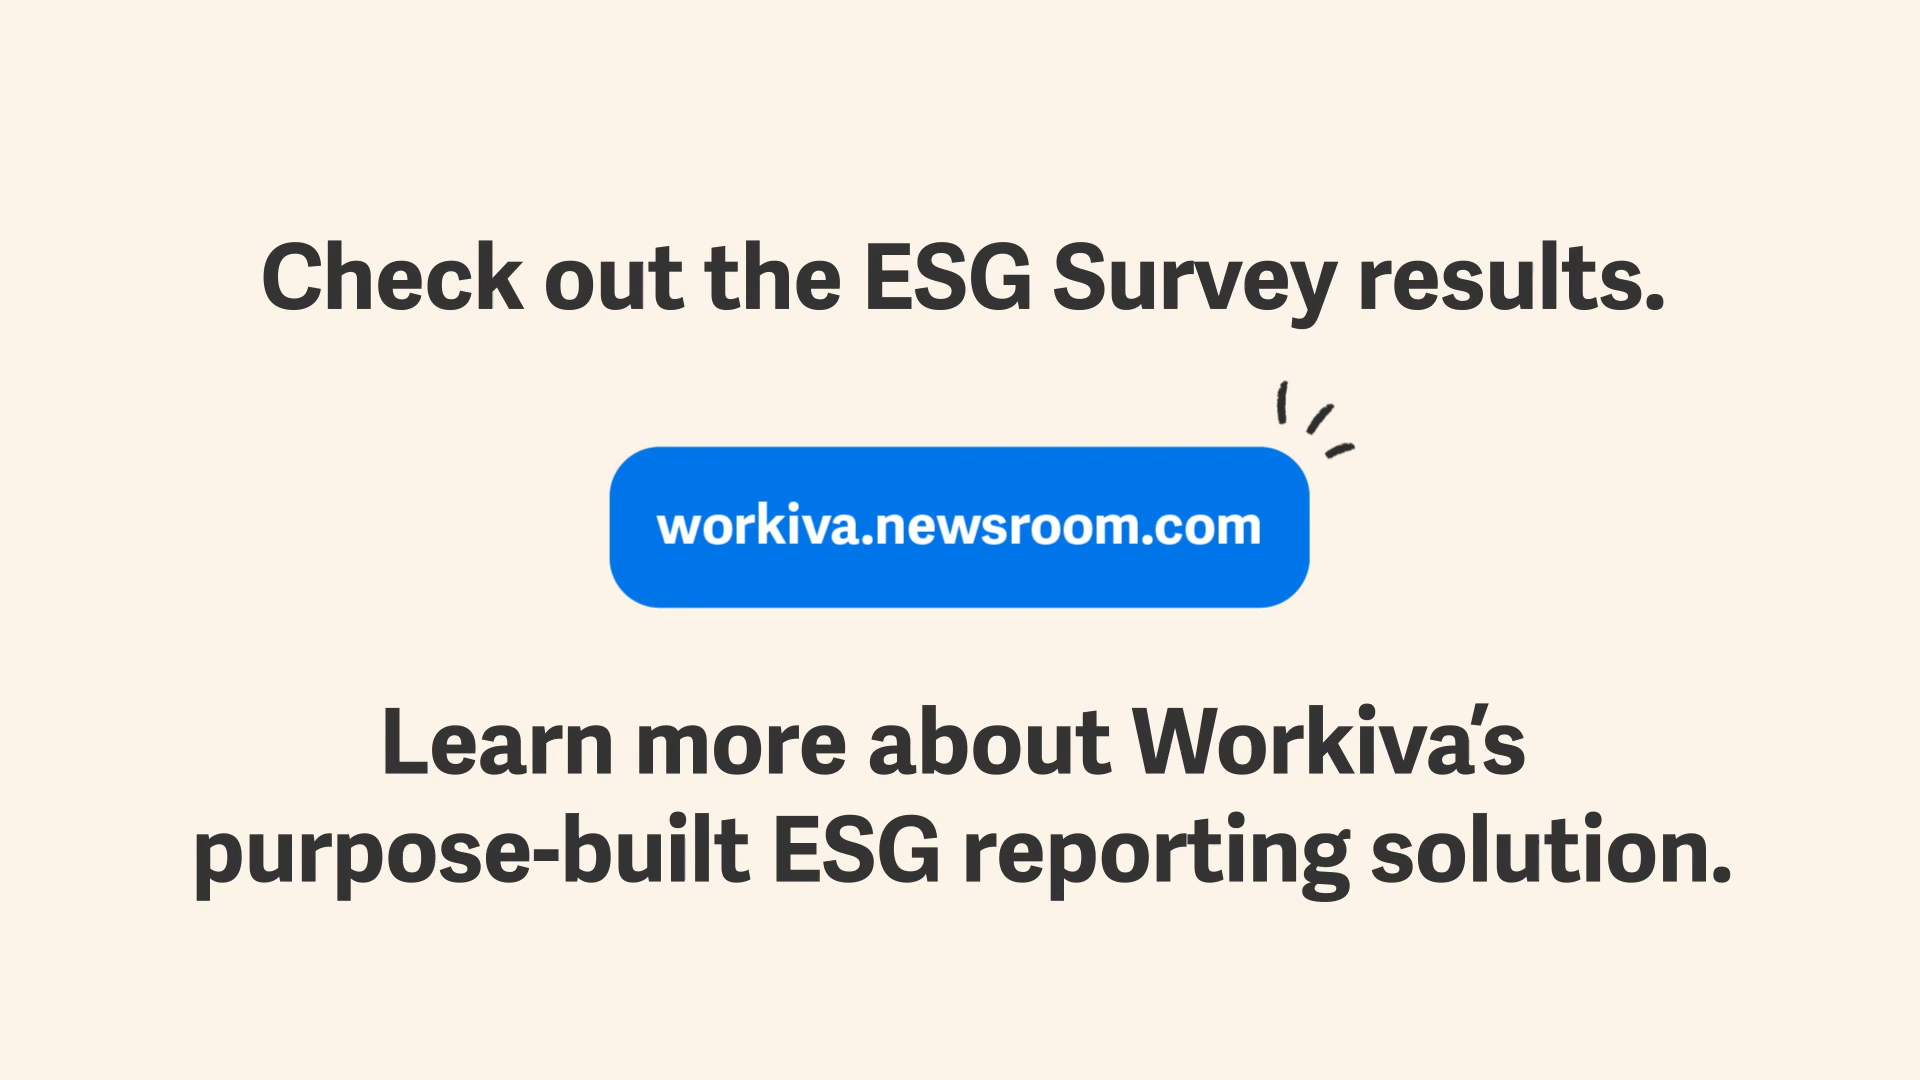 Check out the ESG Survey results.
workiva.newsroom.com
Learn more about Workiva’s
purpose-built ESG reporting solution.